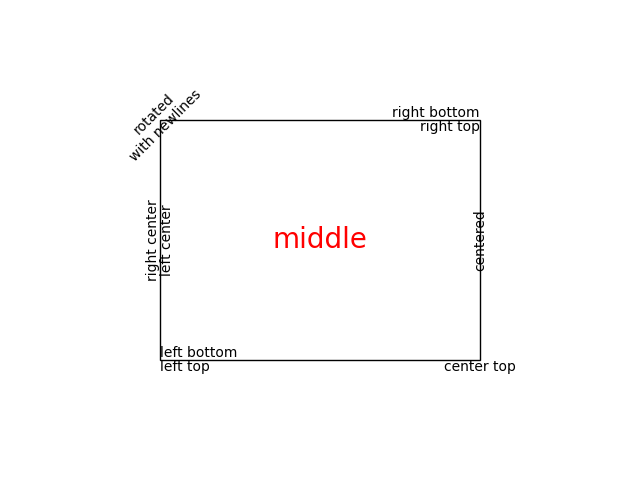 rotated
with newlines
right bottom
right top
right center
left center
middle
centered
left bottom
left top
center top